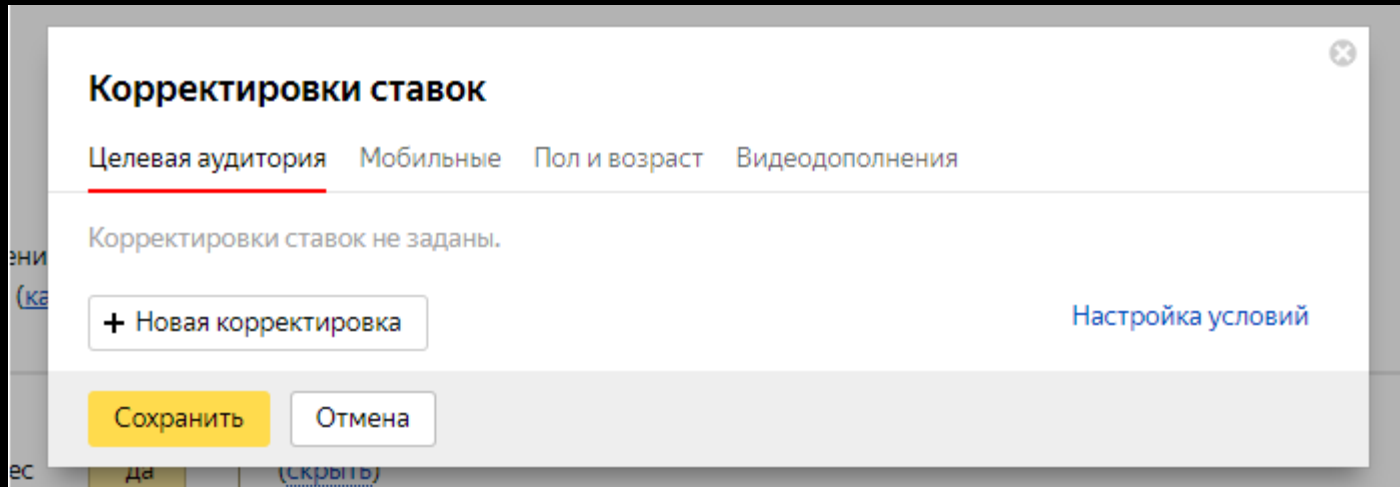 Корректировки ставок
Целевая аудитория Мобильные Пол и возраст Видеодополнения
Корректировки ставок не заданы.
+ Новая корректировка Настройка условий
Сохранить Отмена
да (скрыть)